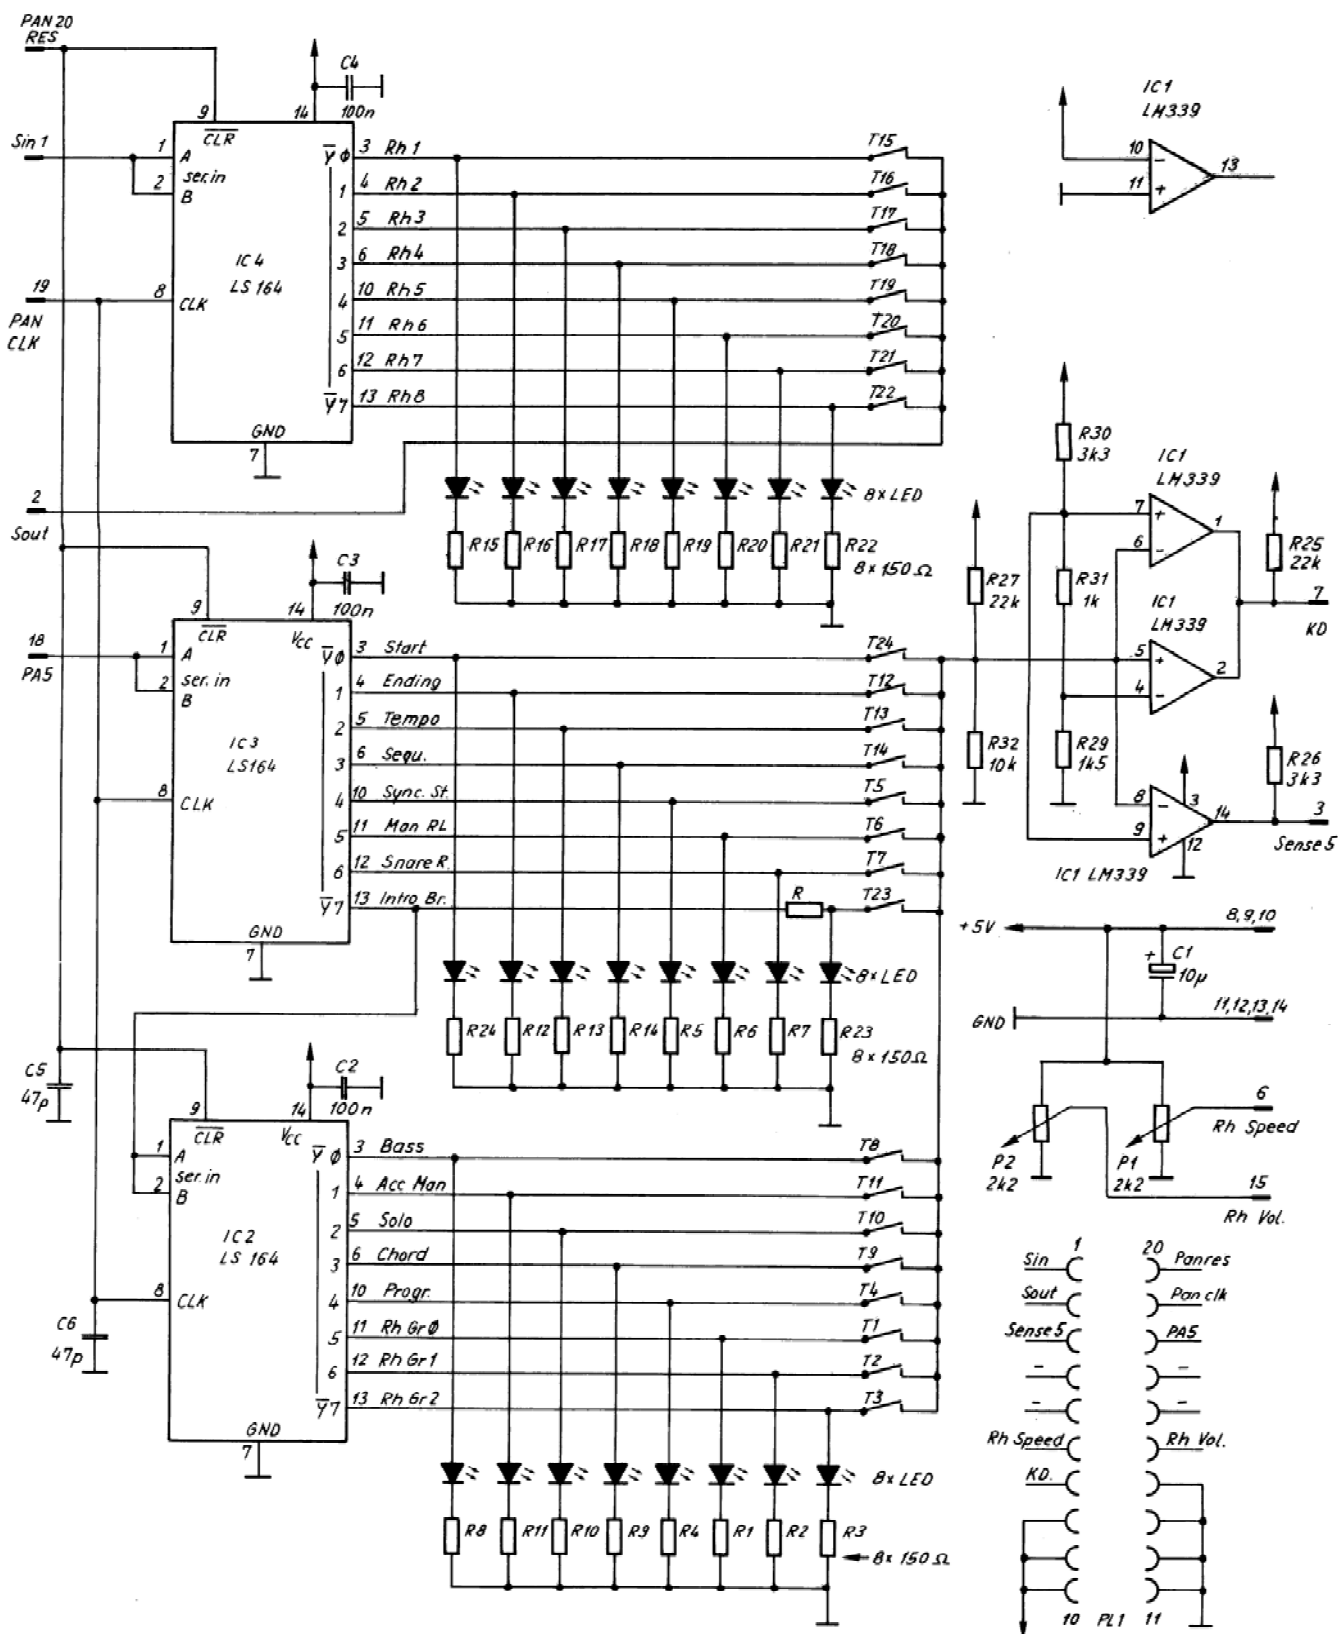 PAN 20
RES
Sin 1
19
PAN
CLK
2
Sout
18
PA5
C5
47p
C6
47p
9
CLR
14
C4
100n
1
A
ser.in
2
B
IC 4
LS 164
8
CLK
GND
7
Y 0 3 Rh 1
1 4 Rh 2
2 5 Rh 3
3 6 Rh 4
4 10 Rh 5
5 11 Rh 6
6 12 Rh 7
Y 7 13 Rh 8
T15
T16
T17
T18
T19
T20
T21
T22
8 x LED
R15 R16 R17 R18 R19 R20 R21 R22
8 x 150 Ω
9
CLR
14
Vcc
C3
100n
1
A
ser. in
2
B
IC 3
LS164
8
CLK
GND
7
Y 0 3 Start
1 4 Ending
2 5 Tempo
3 6 Sequ.
4 10 Sync. St.
5 11 Man RL
6 12 Snare R.
Y 7 13 Intro Br.
R
T24
T12
T13
T14
T5
T6
T7
T23
8 x LED
R24 R12 R13 R14 R5 R6 R7 R23
8 x 150 Ω
9
CLR
14
Vcc
C2
100n
1
A
ser. in
2
B
IC 2
LS 164
8
CLK
GND
7
Y 0 3 Bass
1 4 Acc Man
2 5 Solo
3 6 Chord
4 10 Progr.
5 11 Rh Gr 0
6 12 Rh Gr 1
Y 7 13 Rh Gr 2
T8
T11
T10
T9
T4
T1
T2
T3
8 x LED
R8 R11 R10 R9 R4 R1 R2 R3
8 x 150 Ω
IC1
LM339
10 -
11 +
13
R30
3k3
IC1
LM339
7 +
6 -
1
R25
22k
R27
22k
R31
1k
7
KD
IC1
LM339
5 +
4 -
2
R32
10k
R29
1k5
R26
3k3
8 -
9 +
3
14
12
3
Sense 5
IC1 LM339
+5V
8,9,10
+ C1
10µ
GND
11,12,13,14
6
Rh Speed
P2
2k2
P1
2k2
15
Rh Vol.
1 20
Sin Panres
Sout Pan clk
Sense 5 PA5
- -
- -
Rh Speed Rh Vol.
KD.
10 PL1 11